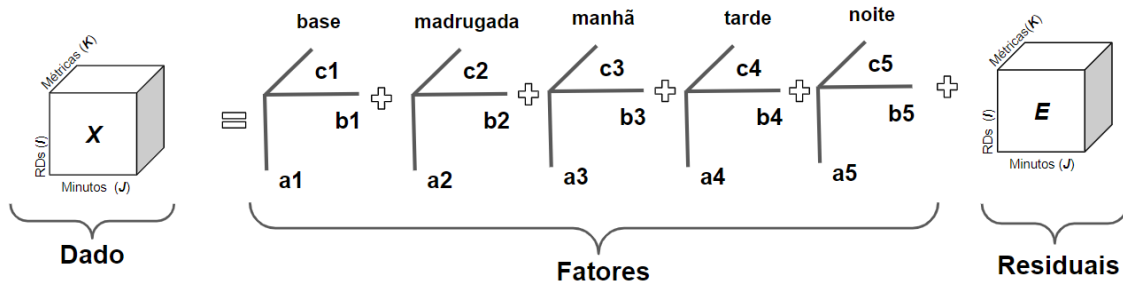 base madrugada manhã tarde noite
Métricas (K)
c1 c2 c3 c4 c5
Métricas(K)
RDs (I)
X
= b1 + b2 + b3 + b4 + b5 +
RDs (I)
E
Minutos (J)
a1 a2 a3 a4 a5
Minutos (J)
Dado
Fatores
Residuais